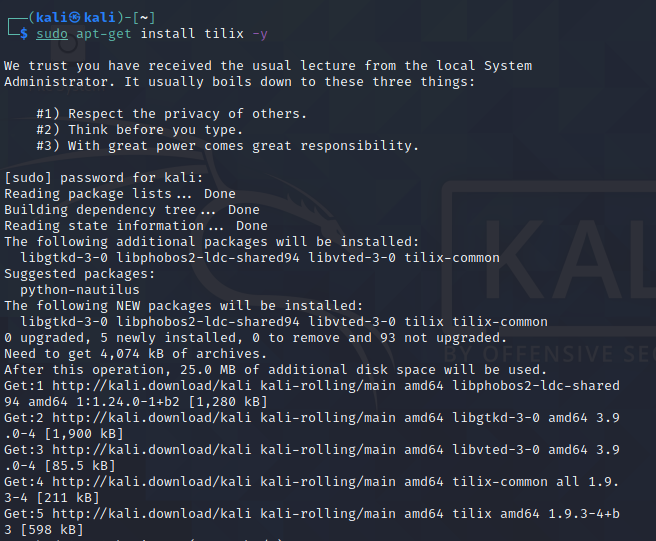 ┌──(kali㉿kali)-[~]
└─$ sudo apt-get install tilix -y
We trust you have received the usual lecture from the local System
Administrator. It usually boils down to these three things:
#1) Respect the privacy of others.
#2) Think before you type.
#3) With great power comes great responsibility.
[sudo] password for kali:
Reading package lists... Done
Building dependency tree... Done
Reading state information... Done
The following additional packages will be installed:
libgtkd-3-0 libphobos2-ldc-shared94 libvted-3-0 tilix-common
Suggested packages:
python-nautilus
The following NEW packages will be installed:
libgtkd-3-0 libphobos2-ldc-shared94 libvted-3-0 tilix tilix-common
0 upgraded, 5 newly installed, 0 to remove and 93 not upgraded.
Need to get 4,074 kB of archives.
After this operation, 25.0 MB of additional disk space will be used.
Get:1 http://kali.download/kali kali-rolling/main amd64 libphobos2-ldc-shared
94 amd64 1:1.24.0-1+b2 [1,280 kB]
Get:2 http://kali.download/kali kali-rolling/main amd64 libgtkd-3-0 amd64 3.9
.0-4 [1,900 kB]
Get:3 http://kali.download/kali kali-rolling/main amd64 libvted-3-0 amd64 3.9
.0-4 [85.5 kB]
Get:4 http://kali.download/kali kali-rolling/main amd64 tilix-common all 1.9.
3-4 [211 kB]
Get:5 http://kali.download/kali kali-rolling/main amd64 tilix amd64 1.9.3-4+b
3 [598 kB]
KAL
BY OFFENSIVE SE